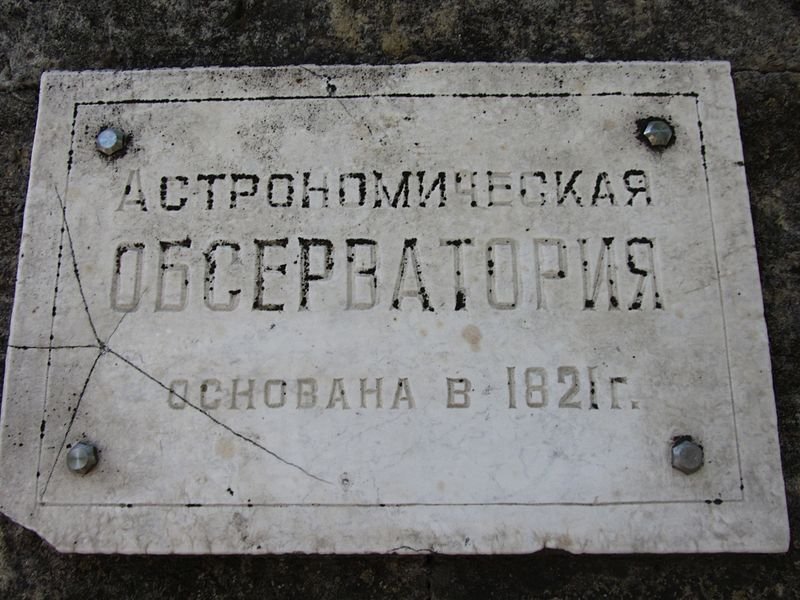 Астрономическая
ОБСЕРВАТОРИЯ
ОСНОВАНА В 1821 г.